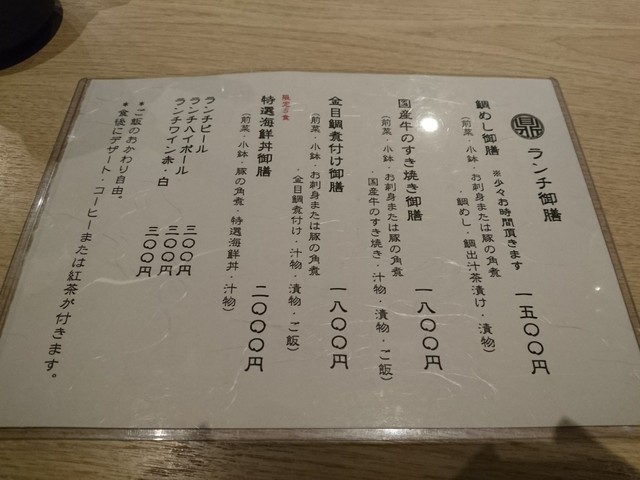 鼎 ランチ御膳
※少々お時間頂きます
鯛めし御膳 一五〇〇円
(前菜・小鉢・お刺身または豚の角煮
・鯛めし・鯛出汁茶漬け・漬物)
国産牛のすき焼き御膳 一八〇〇円
(前菜・小鉢・お刺身または豚の角煮
・国産牛のすき焼き・汁物・漬物・ご飯)
金目鯛煮付け御膳 一八〇〇円
(前菜・小鉢・お刺身または豚の角煮
・金目鯛煮付け・汁物・漬物・ご飯)
限定5食
特選海鮮丼御膳 二〇〇〇円
(前菜・小鉢・豚の角煮・特選海鮮丼・汁物)
ランチビール 三〇〇円
ランチハイボール 三〇〇円
ランチワイン赤・白 三〇〇円
*ご飯のおかわり自由。
*食後にデザート・コーヒーまたは紅茶が付きます。